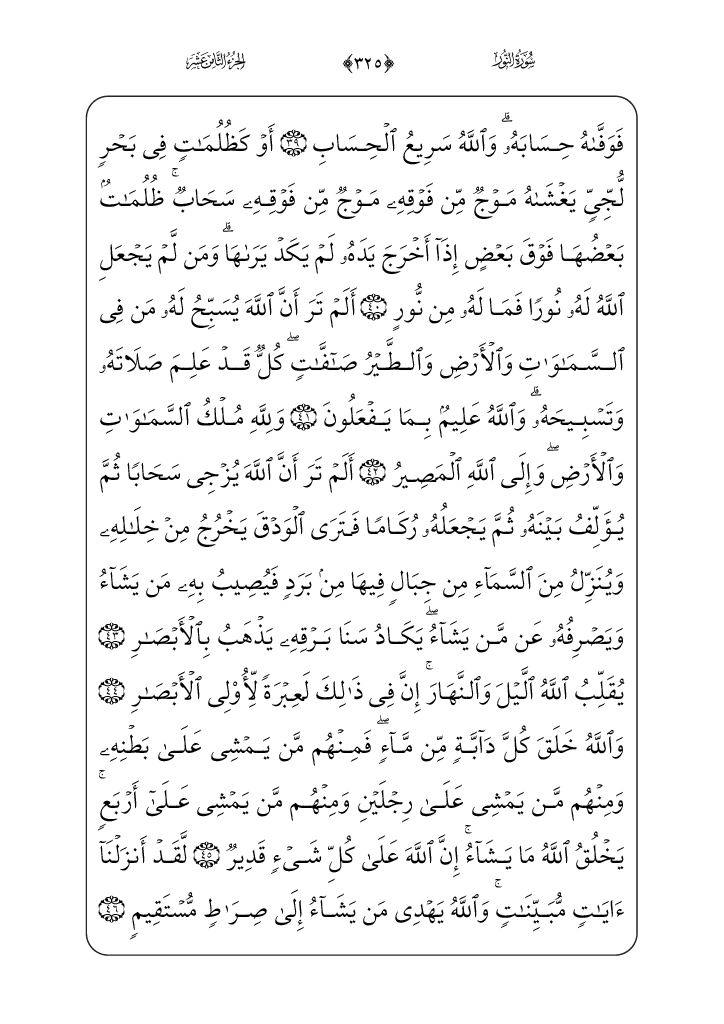 سُورَةُ النُّورِ ﴿٣٢٥﴾ الجُزءُ الثَّامِنَ عَشَرَ
فَوَفَّىٰهُ حِسَابَهُۥۗ وَٱللَّهُ سَرِيعُ ٱلۡحِسَابِ ٣٩ أَوۡ كَظُلُمَٰتٖ فِي بَحۡرٖ
لُّجِّيّٖ يَغۡشَىٰهُ مَوۡجٞ مِّن فَوۡقِهِۦ مَوۡجٞ مِّن فَوۡقِهِۦ سَحَابٞۚ ظُلُمَٰتُۢ
بَعۡضُهَا فَوۡقَ بَعۡضٍ إِذَآ أَخۡرَجَ يَدَهُۥ لَمۡ يَكَدۡ يَرَىٰهَاۗ وَمَن لَّمۡ يَجۡعَلِ
ٱللَّهُ لَهُۥ نُورٗا فَمَا لَهُۥ مِن نُّورٍ ٤٠ أَلَمۡ تَرَ أَنَّ ٱللَّهَ يُسَبِّحُ لَهُۥ مَن فِي
ٱلسَّمَٰوَٰتِ وَٱلۡأَرۡضِ وَٱلطَّيۡرُ صَٰٓفَّٰتٖۖ كُلّٞ قَدۡ عَلِمَ صَلَاتَهُۥ
وَتَسۡبِيحَهُۥۗ وَٱللَّهُ عَلِيمُۢ بِمَا يَفۡعَلُونَ ٤١ وَلِلَّهِ مُلۡكُ ٱلسَّمَٰوَٰتِ
وَٱلۡأَرۡضِۖ وَإِلَى ٱللَّهِ ٱلۡمَصِيرُ ٤٢ أَلَمۡ تَرَ أَنَّ ٱللَّهَ يُزۡجِي سَحَابٗا ثُمَّ
يُؤَلِّفُ بَيۡنَهُۥ ثُمَّ يَجۡعَلُهُۥ رُكَامٗا فَتَرَى ٱلۡوَدۡقَ يَخۡرُجُ مِنۡ خِلَٰلِهِۦ
وَيُنَزِّلُ مِنَ ٱلسَّمَآءِ مِن جِبَالٖ فِيهَا مِنۢ بَرَدٖ فَيُصِيبُ بِهِۦ مَن يَشَآءُ
وَيَصۡرِفُهُۥ عَن مَّن يَشَآءُۖ يَكَادُ سَنَا بَرۡقِهِۦ يَذۡهَبُ بِٱلۡأَبۡصَٰرِ ٤٣
يُقَلِّبُ ٱللَّهُ ٱلَّيۡلَ وَٱلنَّهَارَۚ إِنَّ فِي ذَٰلِكَ لَعِبۡرَةٗ لِّأُوْلِي ٱلۡأَبۡصَٰرِ ٤٤
وَٱللَّهُ خَلَقَ كُلَّ دَآبَّةٖ مِّن مَّآءٖۖ فَمِنۡهُم مَّن يَمۡشِي عَلَىٰ بَطۡنِهِۦ
وَمِنۡهُم مَّن يَمۡشِي عَلَىٰ رِجۡلَيۡنِ وَمِنۡهُم مَّن يَمۡشِي عَلَىٰٓ أَرۡبَعٖۚ
يَخۡلُقُ ٱللَّهُ مَا يَشَآءُۚ إِنَّ ٱللَّهَ عَلَىٰ كُلِّ شَيۡءٖ قَدِيرٞ ٤٥ لَّقَدۡ أَنزَلۡنَآ
ءَايَٰتٖ مُّبَيِّنَٰتٖۚ وَٱللَّهُ يَهۡدِي مَن يَشَآءُ إِلَىٰ صِرَٰطٖ مُّسۡتَقِيمٖ ٤٦